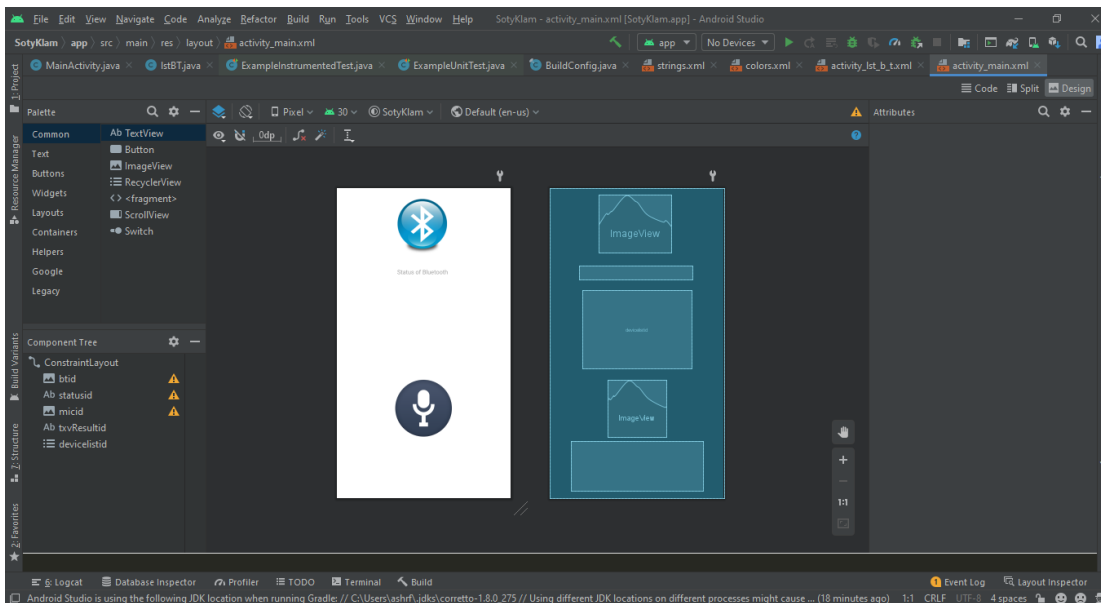 File Edit View Navigate Code Analyze Refactor Build Run Tools VCS Window Help SotyKlam - activity_main.xml [SotyKlam.app] - Android Studio
SotyKlam app src main res layout activity_main.xml app No Devices
MainActivity.java lstBT.java ExampleInstrumentedTest.java ExampleUnitTest.java BuildConfig.java strings.xml colors.xml activity_lst_b_t.xml activity_main.xml
1: Project
Code Split Design
Palette Pixel 30 SotyKlam Default (en-us) Attributes
Common Ab TextView 0dp
Text Button
Buttons ImageView
Widgets RecyclerView
Layouts <fragment>
Containers ScrollView
Helpers Switch
Google
Legacy
Resource Manager
Status of Bluetooth
ImageView
ImageView
Component Tree
ConstraintLayout
btid
Ab statusid
micid
Ab txvResultid
devicelistid
Build Variants
7: Structure
2: Favorites
1:1
6: Logcat Database Inspector Profiler TODO Terminal Build 1 Event Log Layout Inspector
Android Studio is using the following JDK location when running Gradle: // C:\Users\ashrf\.jdks\corretto-1.8.0_275 // Using different JDK locations on different processes might cause ... (18 minutes ago) 1:1 CRLF UTF-8 4 spaces